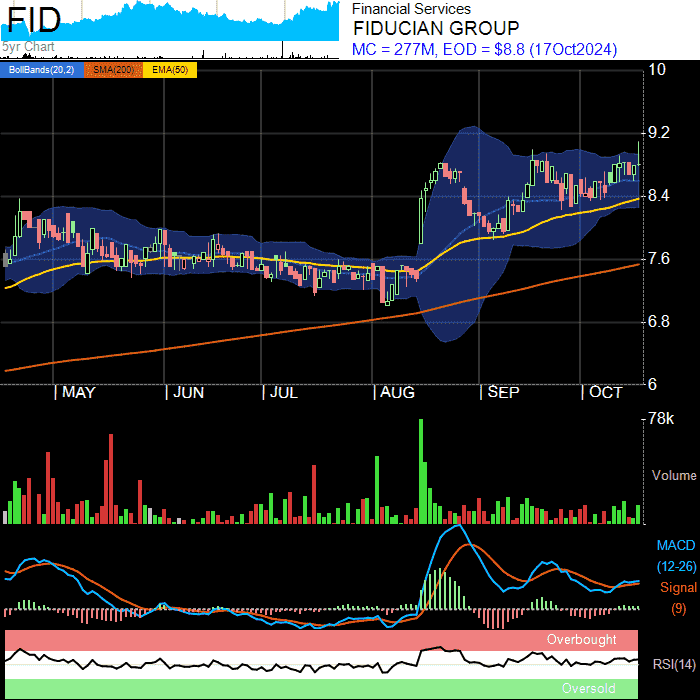 FID
5yr Chart
Financial Services
FIDUCIAN GROUP
MC = 277M, EOD = $8.8 (17Oct2024)
BollBands(20,2) SMA(200) EMA(50)
10
9.2
8.4
7.6
6.8
6
MAY JUN JUL AUG SEP OCT
78k
Volume
MACD
(12-26)
Signal
(9)
Overbought
RSI(14)
Oversold